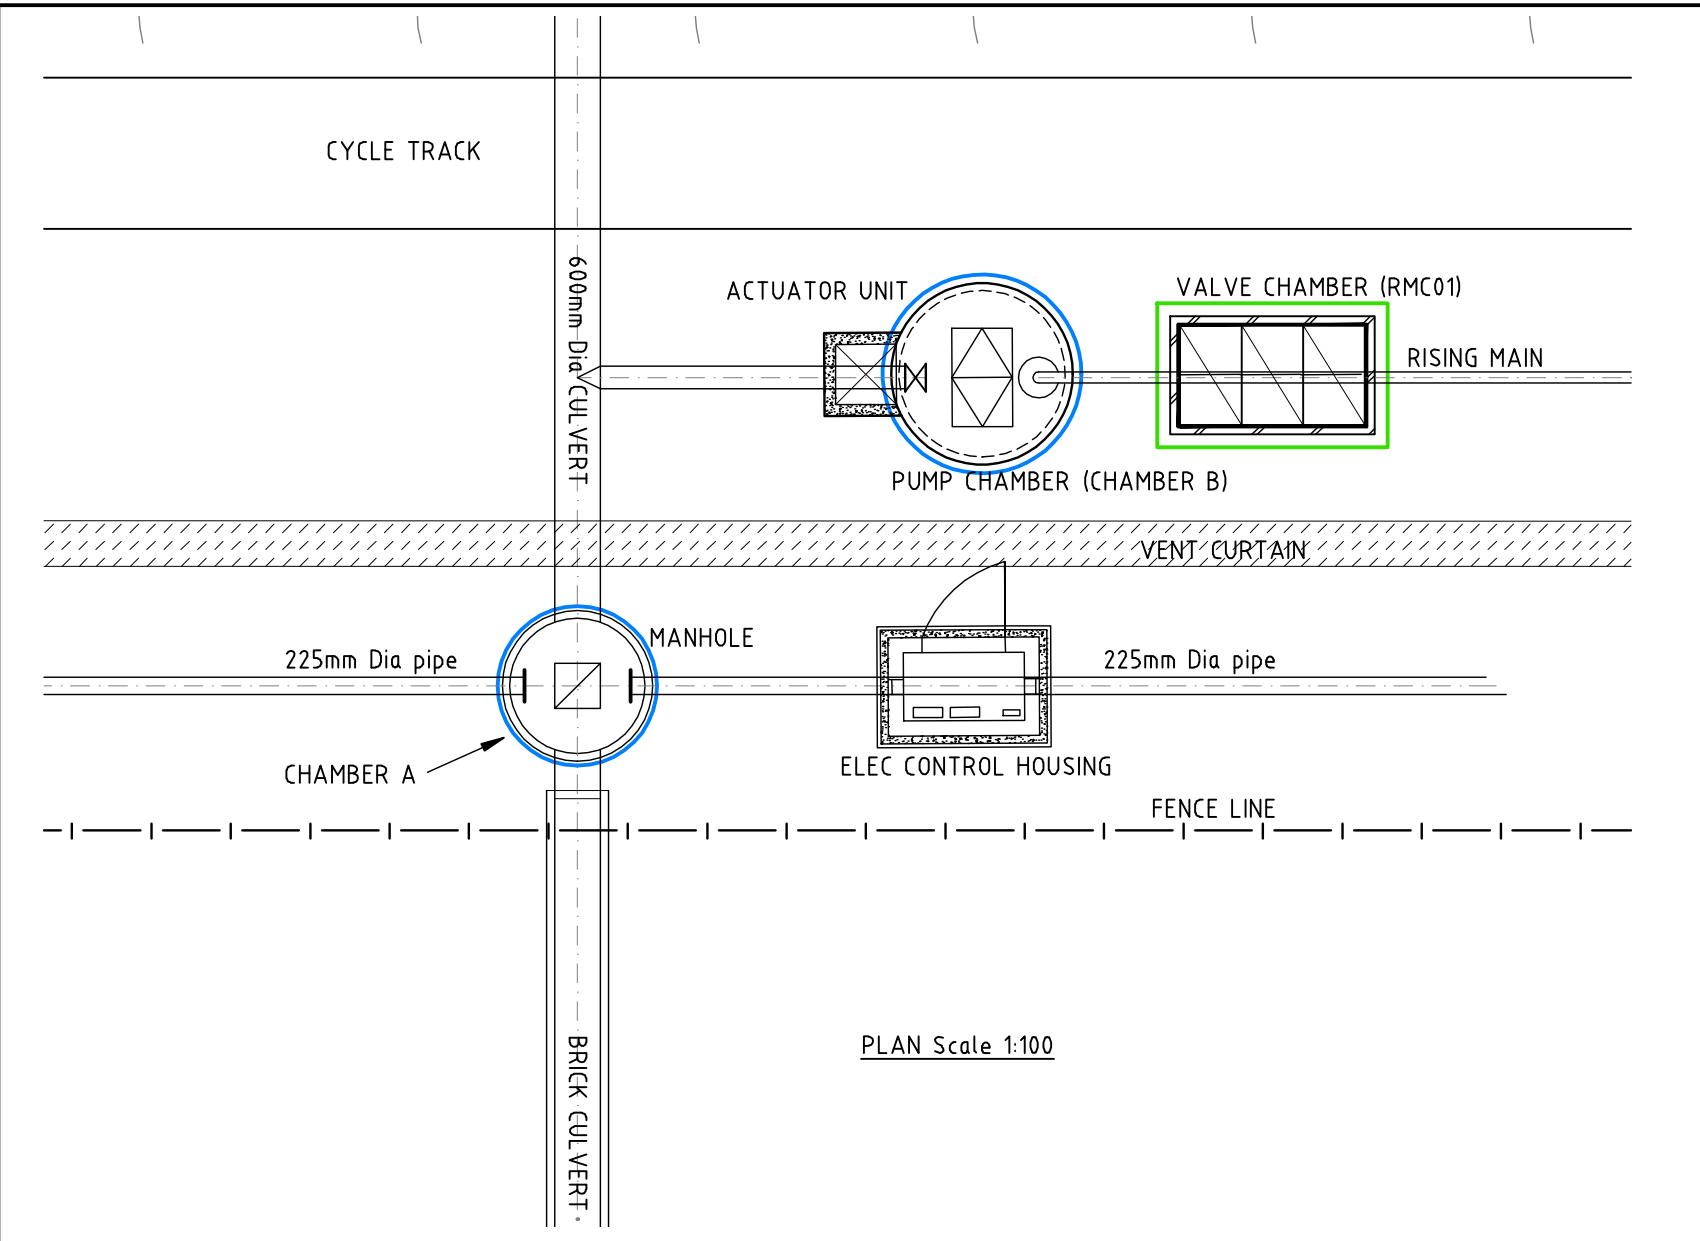 CYCLE TRACK
600mm Dia CULVERT
ACTUATOR UNIT
VALVE CHAMBER (RMC01)
RISING MAIN
PUMP CHAMBER (CHAMBER B)
VENT CURTAIN
MANHOLE
225mm Dia pipe
225mm Dia pipe
CHAMBER A
ELEC CONTROL HOUSING
FENCE LINE
PLAN Scale 1:100
BRICK CULVERT